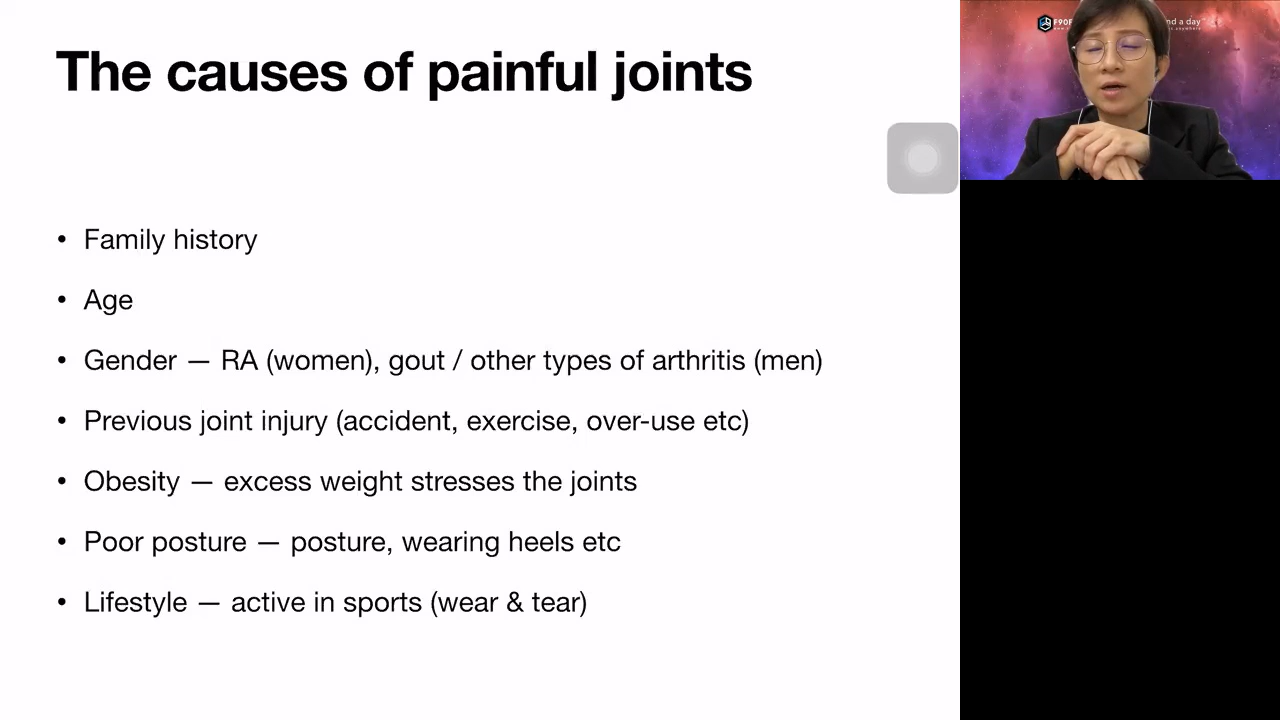 The causes of painful joints
• Family history
• Age
• Gender — RA (women), gout / other types of arthritis (men)
• Previous joint injury (accident, exercise, over-use etc)
• Obesity — excess weight stresses the joints
• Poor posture — posture, wearing heels etc
• Lifestyle — active in sports (wear & tear)
a day